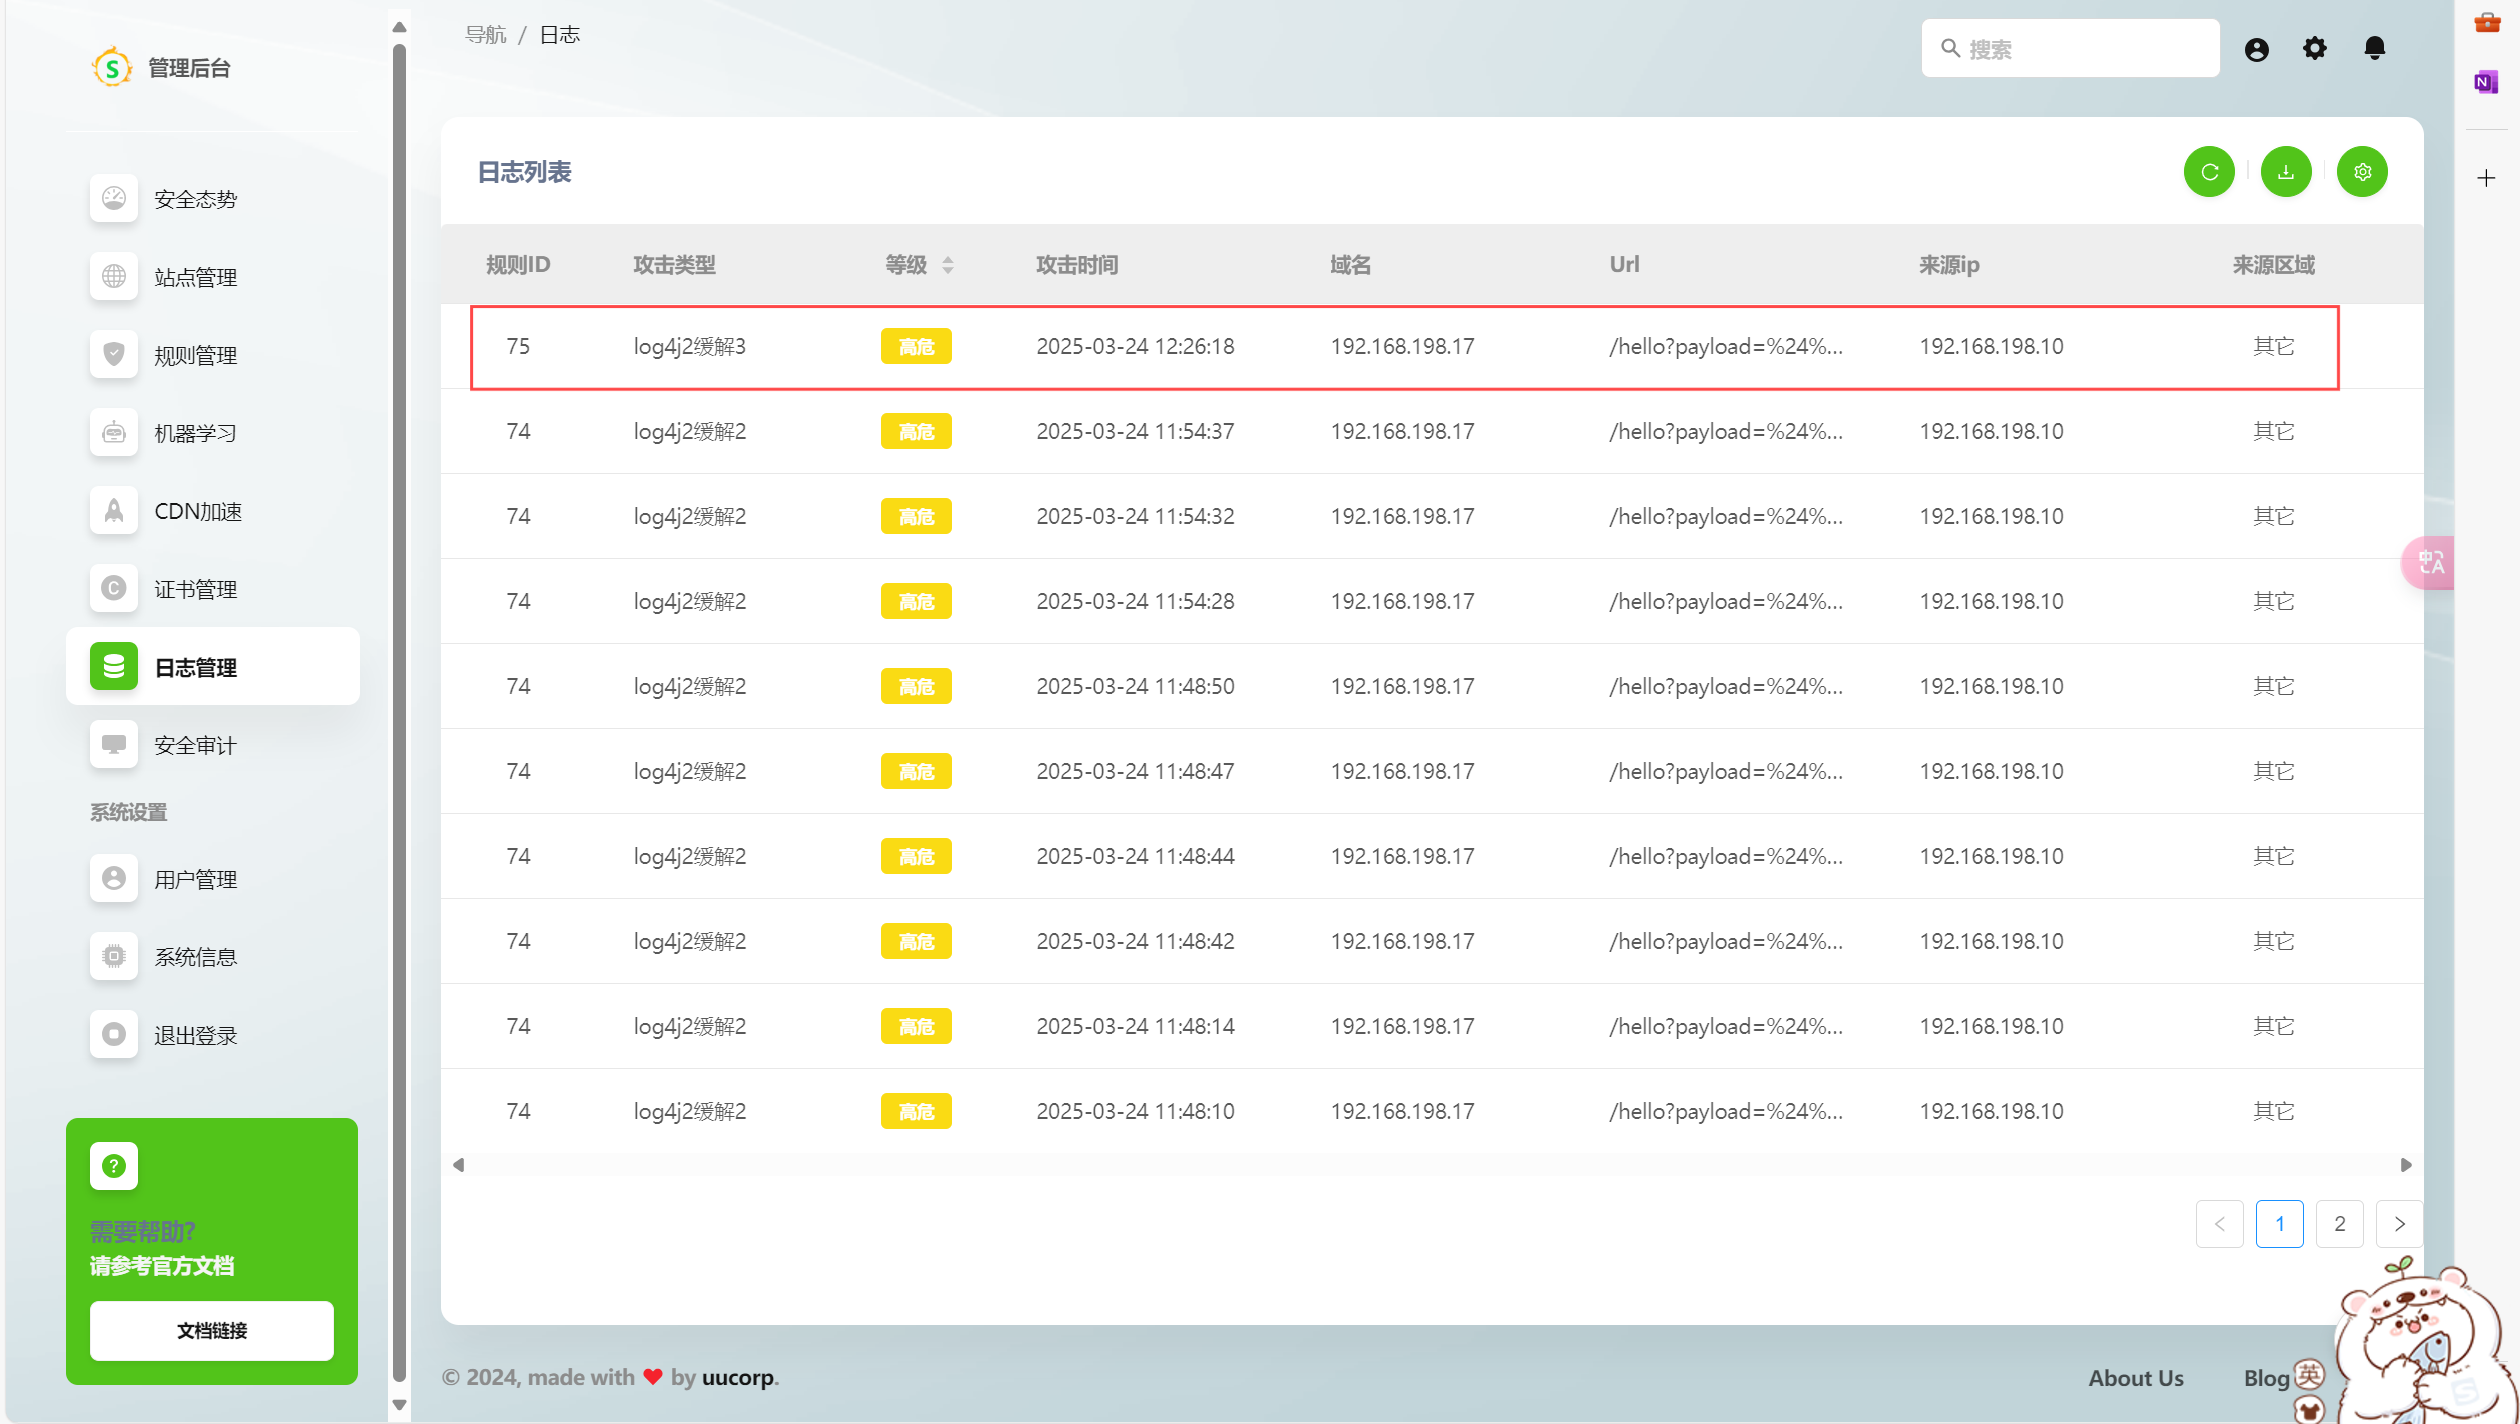 导航 / 日志
搜索
S 管理后台
安全态势
站点管理
规则管理
机器学习
CDN加速
证书管理
日志管理
安全审计
系统设置
用户管理
系统信息
退出登录
需要帮助?
请参考官方文档
文档链接
日志列表
规则ID 攻击类型 等级 攻击时间 域名 Url 来源ip 来源区域
75 log4j2缓解3 高危 2025-03-24 12:26:18 192.168.198.17 /hello?payload=%24%... 192.168.198.10 其它
74 log4j2缓解2 高危 2025-03-24 11:54:37 192.168.198.17 /hello?payload=%24%... 192.168.198.10 其它
74 log4j2缓解2 高危 2025-03-24 11:54:32 192.168.198.17 /hello?payload=%24%... 192.168.198.10 其它
74 log4j2缓解2 高危 2025-03-24 11:54:28 192.168.198.17 /hello?payload=%24%... 192.168.198.10 其它
74 log4j2缓解2 高危 2025-03-24 11:48:50 192.168.198.17 /hello?payload=%24%... 192.168.198.10 其它
74 log4j2缓解2 高危 2025-03-24 11:48:47 192.168.198.17 /hello?payload=%24%... 192.168.198.10 其它
74 log4j2缓解2 高危 2025-03-24 11:48:44 192.168.198.17 /hello?payload=%24%... 192.168.198.10 其它
74 log4j2缓解2 高危 2025-03-24 11:48:42 192.168.198.17 /hello?payload=%24%... 192.168.198.10 其它
74 log4j2缓解2 高危 2025-03-24 11:48:14 192.168.198.17 /hello?payload=%24%... 192.168.198.10 其它
74 log4j2缓解2 高危 2025-03-24 11:48:10 192.168.198.17 /hello?payload=%24%... 192.168.198.10 其它
1 2
© 2024, made with ❤ by uucorp.
About Us Blog
英
中A
N